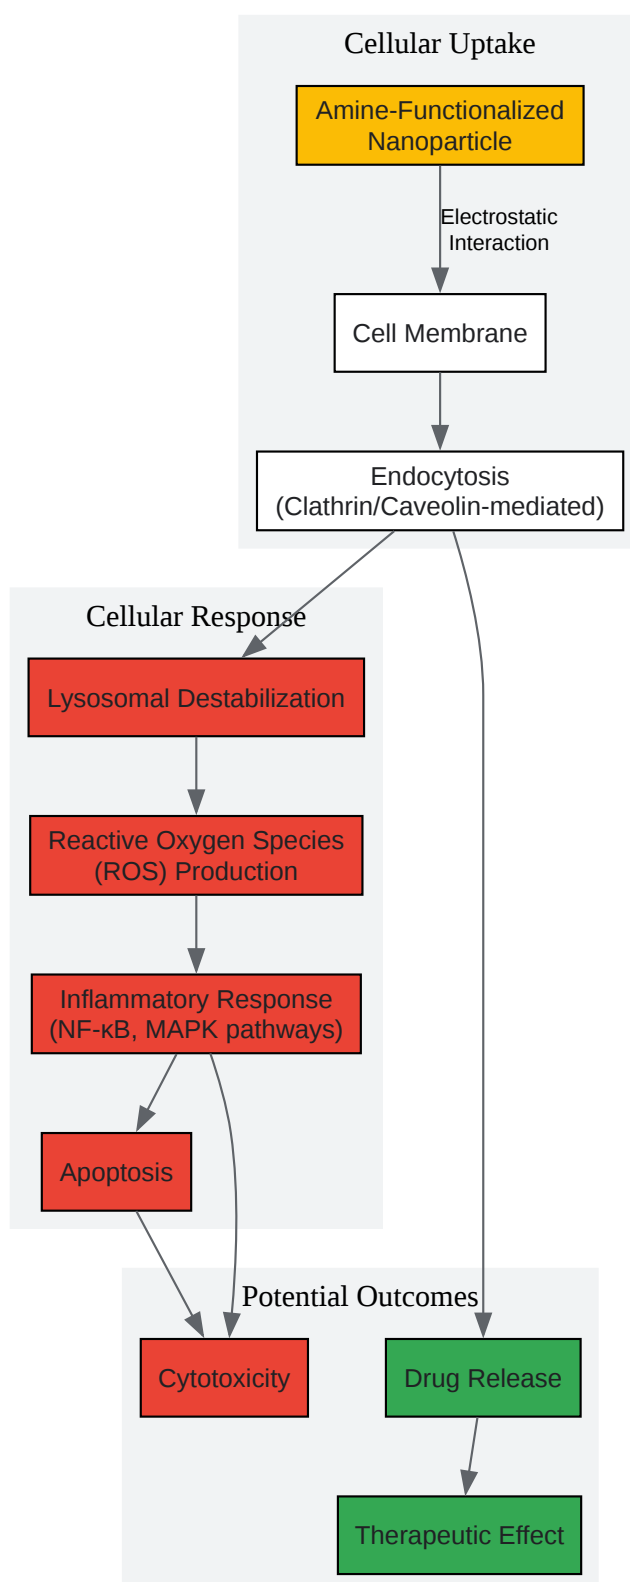 Cellular Uptake
Amine-Functionalized
Nanoparticle
Electrostatic
Interaction
Cell Membrane
Endocytosis
(Clathrin/Caveolin-mediated)
Cellular Response
Lysosomal Destabilization
Reactive Oxygen Species
(ROS) Production
Inflammatory Response
(NF-κB, MAPK pathways)
Apoptosis
Potential Outcomes
Cytotoxicity
Drug Release
Therapeutic Effect